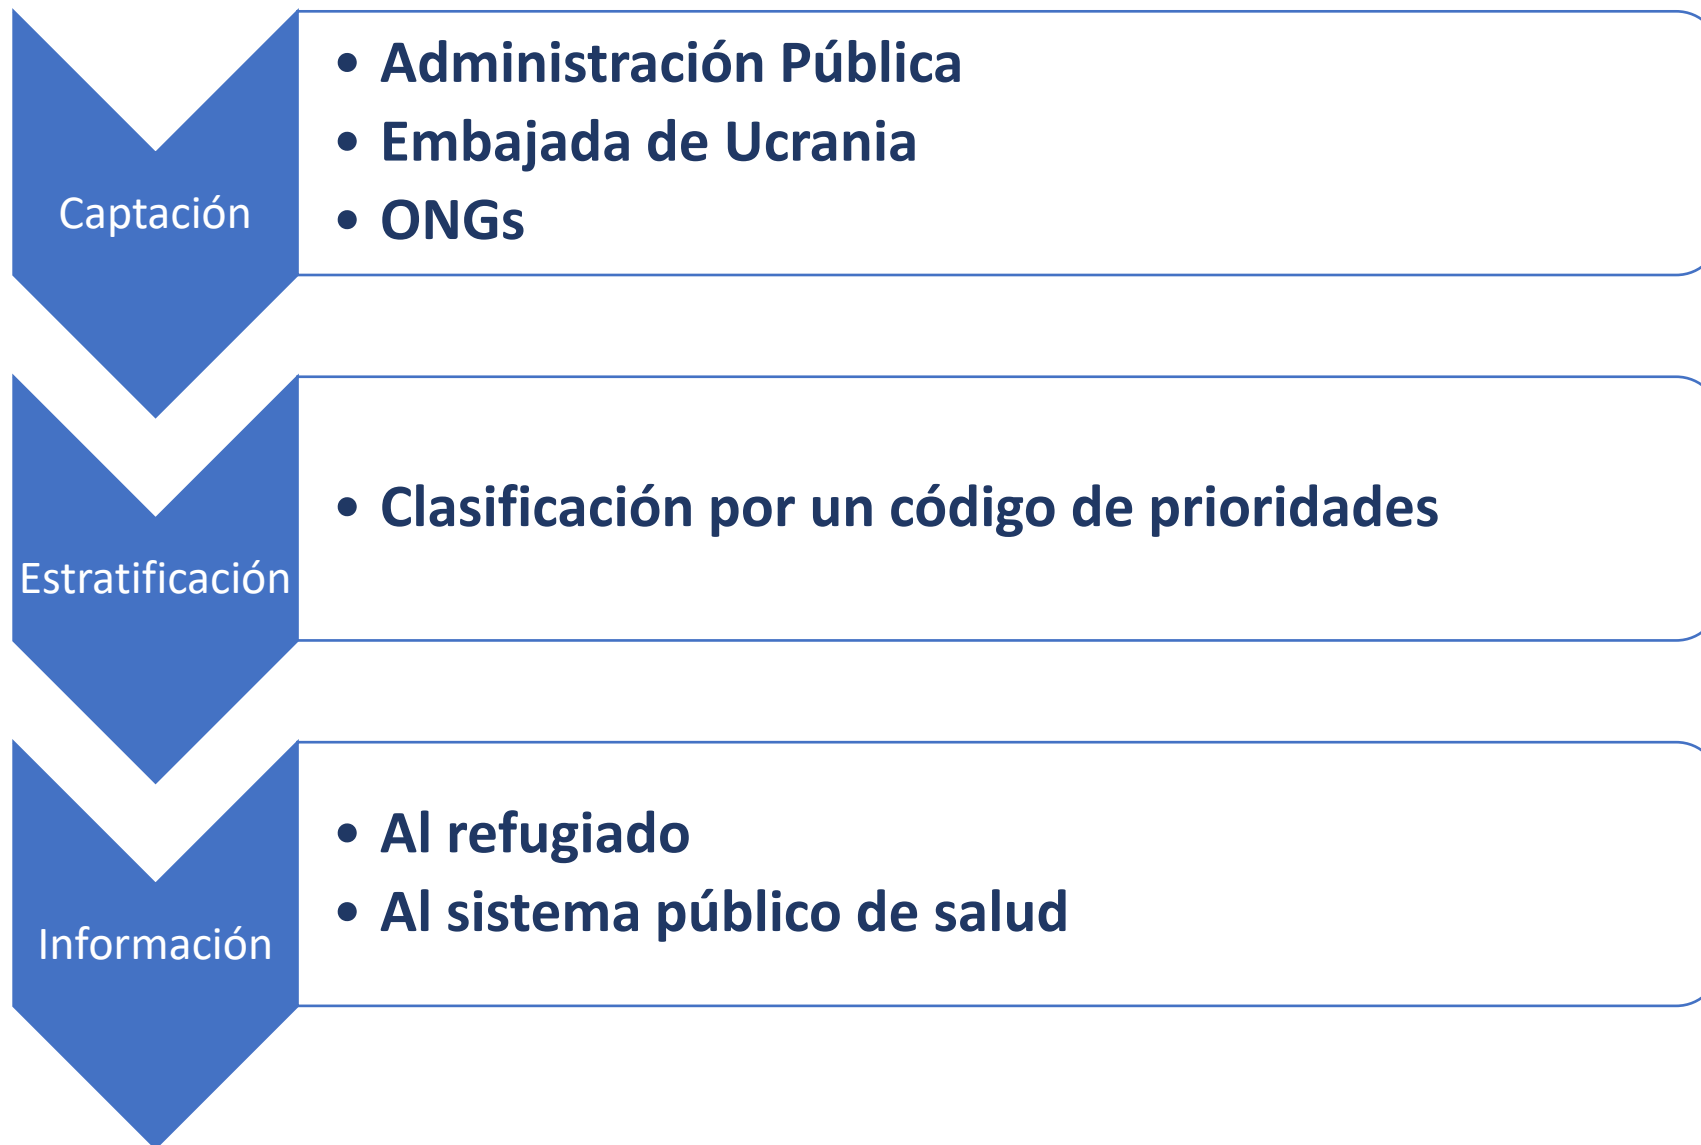 Captación
• Administración Pública
• Embajada de Ucrania
• ONGs
Estratificación
• Clasificación por un código de prioridades
Información
• Al refugiado
• Al sistema público de salud